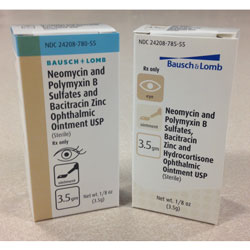 NDC 24208-780-55
BAUSCH + LOMB
Neomycin and
Polymyxin B
Sulfates and
Bacitracin Zinc
Ophthalmic
Ointment USP
(Sterile)
Rx only
3.5 gm
Net wt. 1/8 oz
(3.5g)
NDC 24208-785-55
Bausch & Lomb
Rx only
eye
Neomycin and
Polymyxin B
Sulfates,
Bacitracin
Zinc and
Hydrocortisone
Ophthalmic
Ointment USP
(Sterile)
ointment
3.5 gm
Net wt. 1/8 oz
(3.5g)